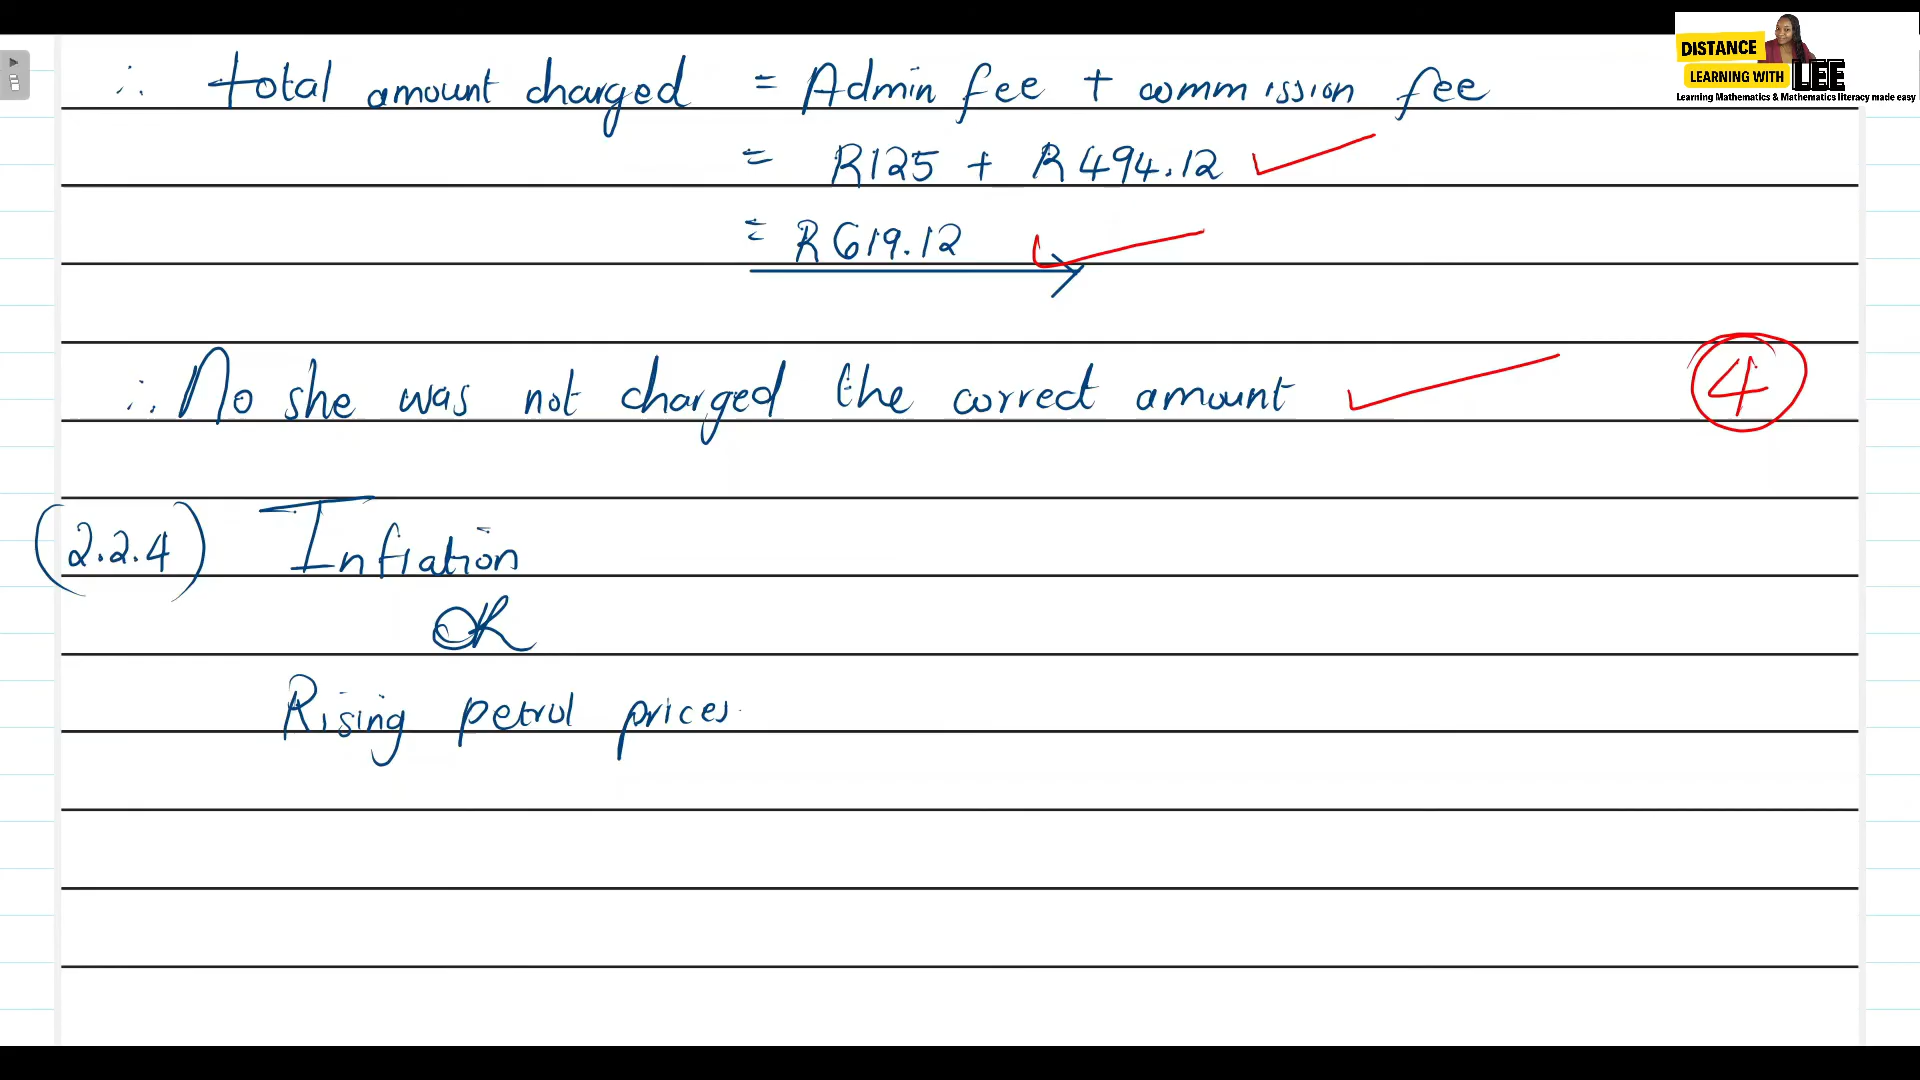 DISTANCE
LEARNING WITH LEE
Learning Mathematics & Mathematics literacy made easy
∴ total amount charged = Admin fee + commission fee
= R125 + R494.12 ✓
= R619.12 ✓
∴ No she was not charged the correct amount ✓ 4
(2.2.4) Inflation
OR
Rising petrol prices